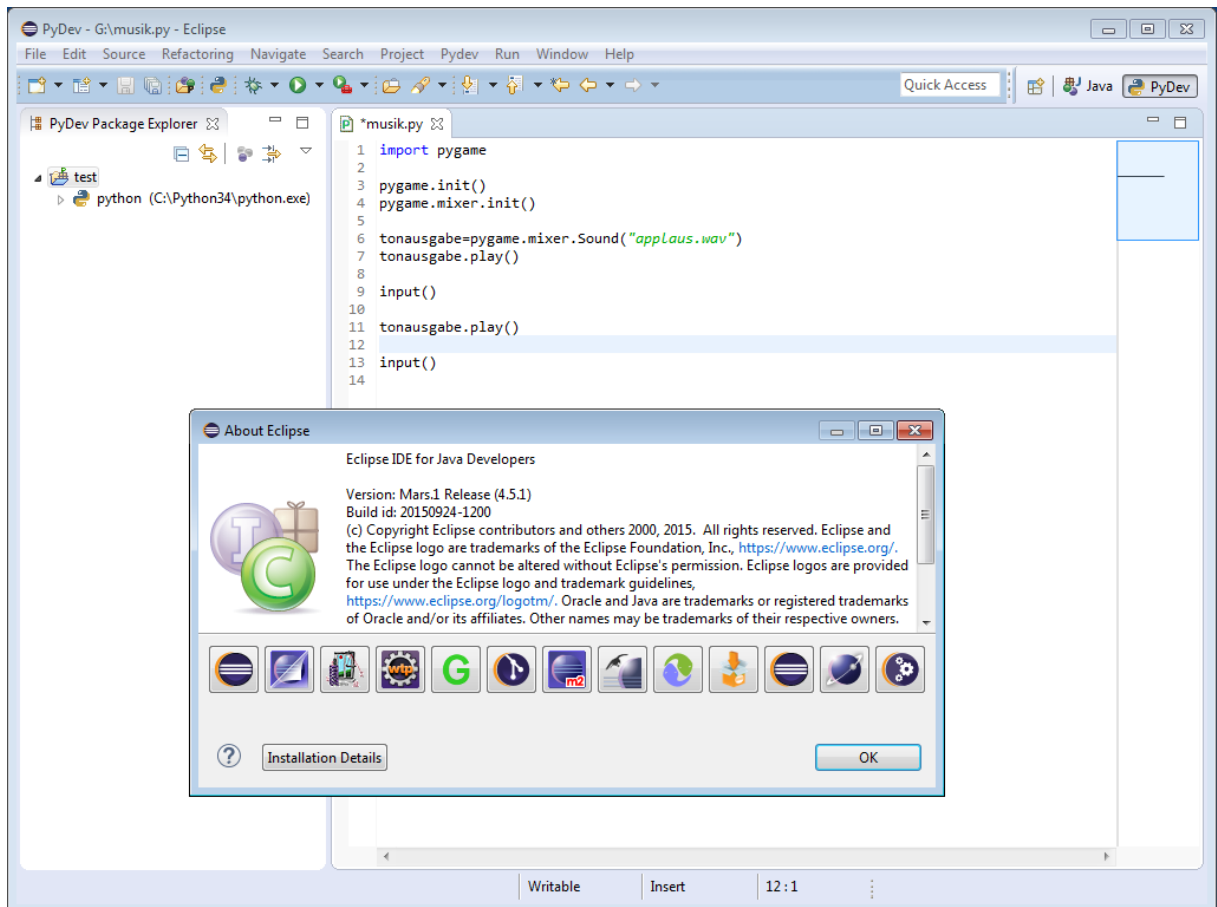 PyDev - G:\musik.py - Eclipse
File Edit Source Refactoring Navigate Search Project Pydev Run Window Help
Quick Access Java PyDev
PyDev Package Explorer
test
python (C:\Python34\python.exe)
*musik.py
1 import pygame
2
3 pygame.init()
4 pygame.mixer.init()
5
6 tonausgabe=pygame.mixer.Sound("applaus.wav")
7 tonausgabe.play()
8
9 input()
10
11 tonausgabe.play()
12
13 input()
14
About Eclipse
Eclipse IDE for Java Developers
Version: Mars.1 Release (4.5.1)
Build id: 20150924-1200
(c) Copyright Eclipse contributors and others 2000, 2015. All rights reserved. Eclipse and
the Eclipse logo are trademarks of the Eclipse Foundation, Inc., https://www.eclipse.org/.
The Eclipse logo cannot be altered without Eclipse's permission. Eclipse logos are provided
for use under the Eclipse logo and trademark guidelines,
https://www.eclipse.org/logotm/. Oracle and Java are trademarks or registered trademarks
of Oracle and/or its affiliates. Other names may be trademarks of their respective owners.
I C
wtp G m2
? Installation Details OK
Writable Insert 12:1